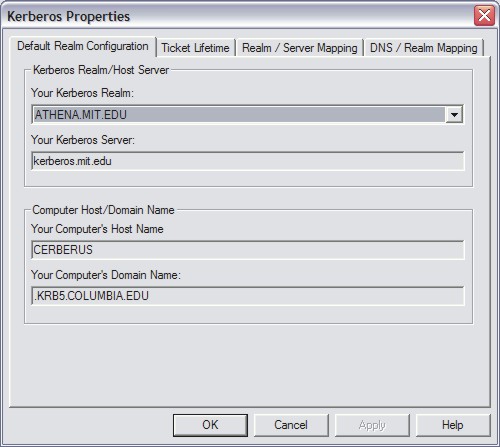 Kerberos Properties
Default Realm Configuration Ticket Lifetime Realm / Server Mapping DNS / Realm Mapping
Kerberos Realm/Host Server
Your Kerberos Realm:
ATHENA.MIT.EDU
Your Kerberos Server:
kerberos.mit.edu
Computer Host/Domain Name
Your Computer's Host Name
CERBERUS
Your Computer's Domain Name:
.KRB5.COLUMBIA.EDU
OK Cancel Apply Help